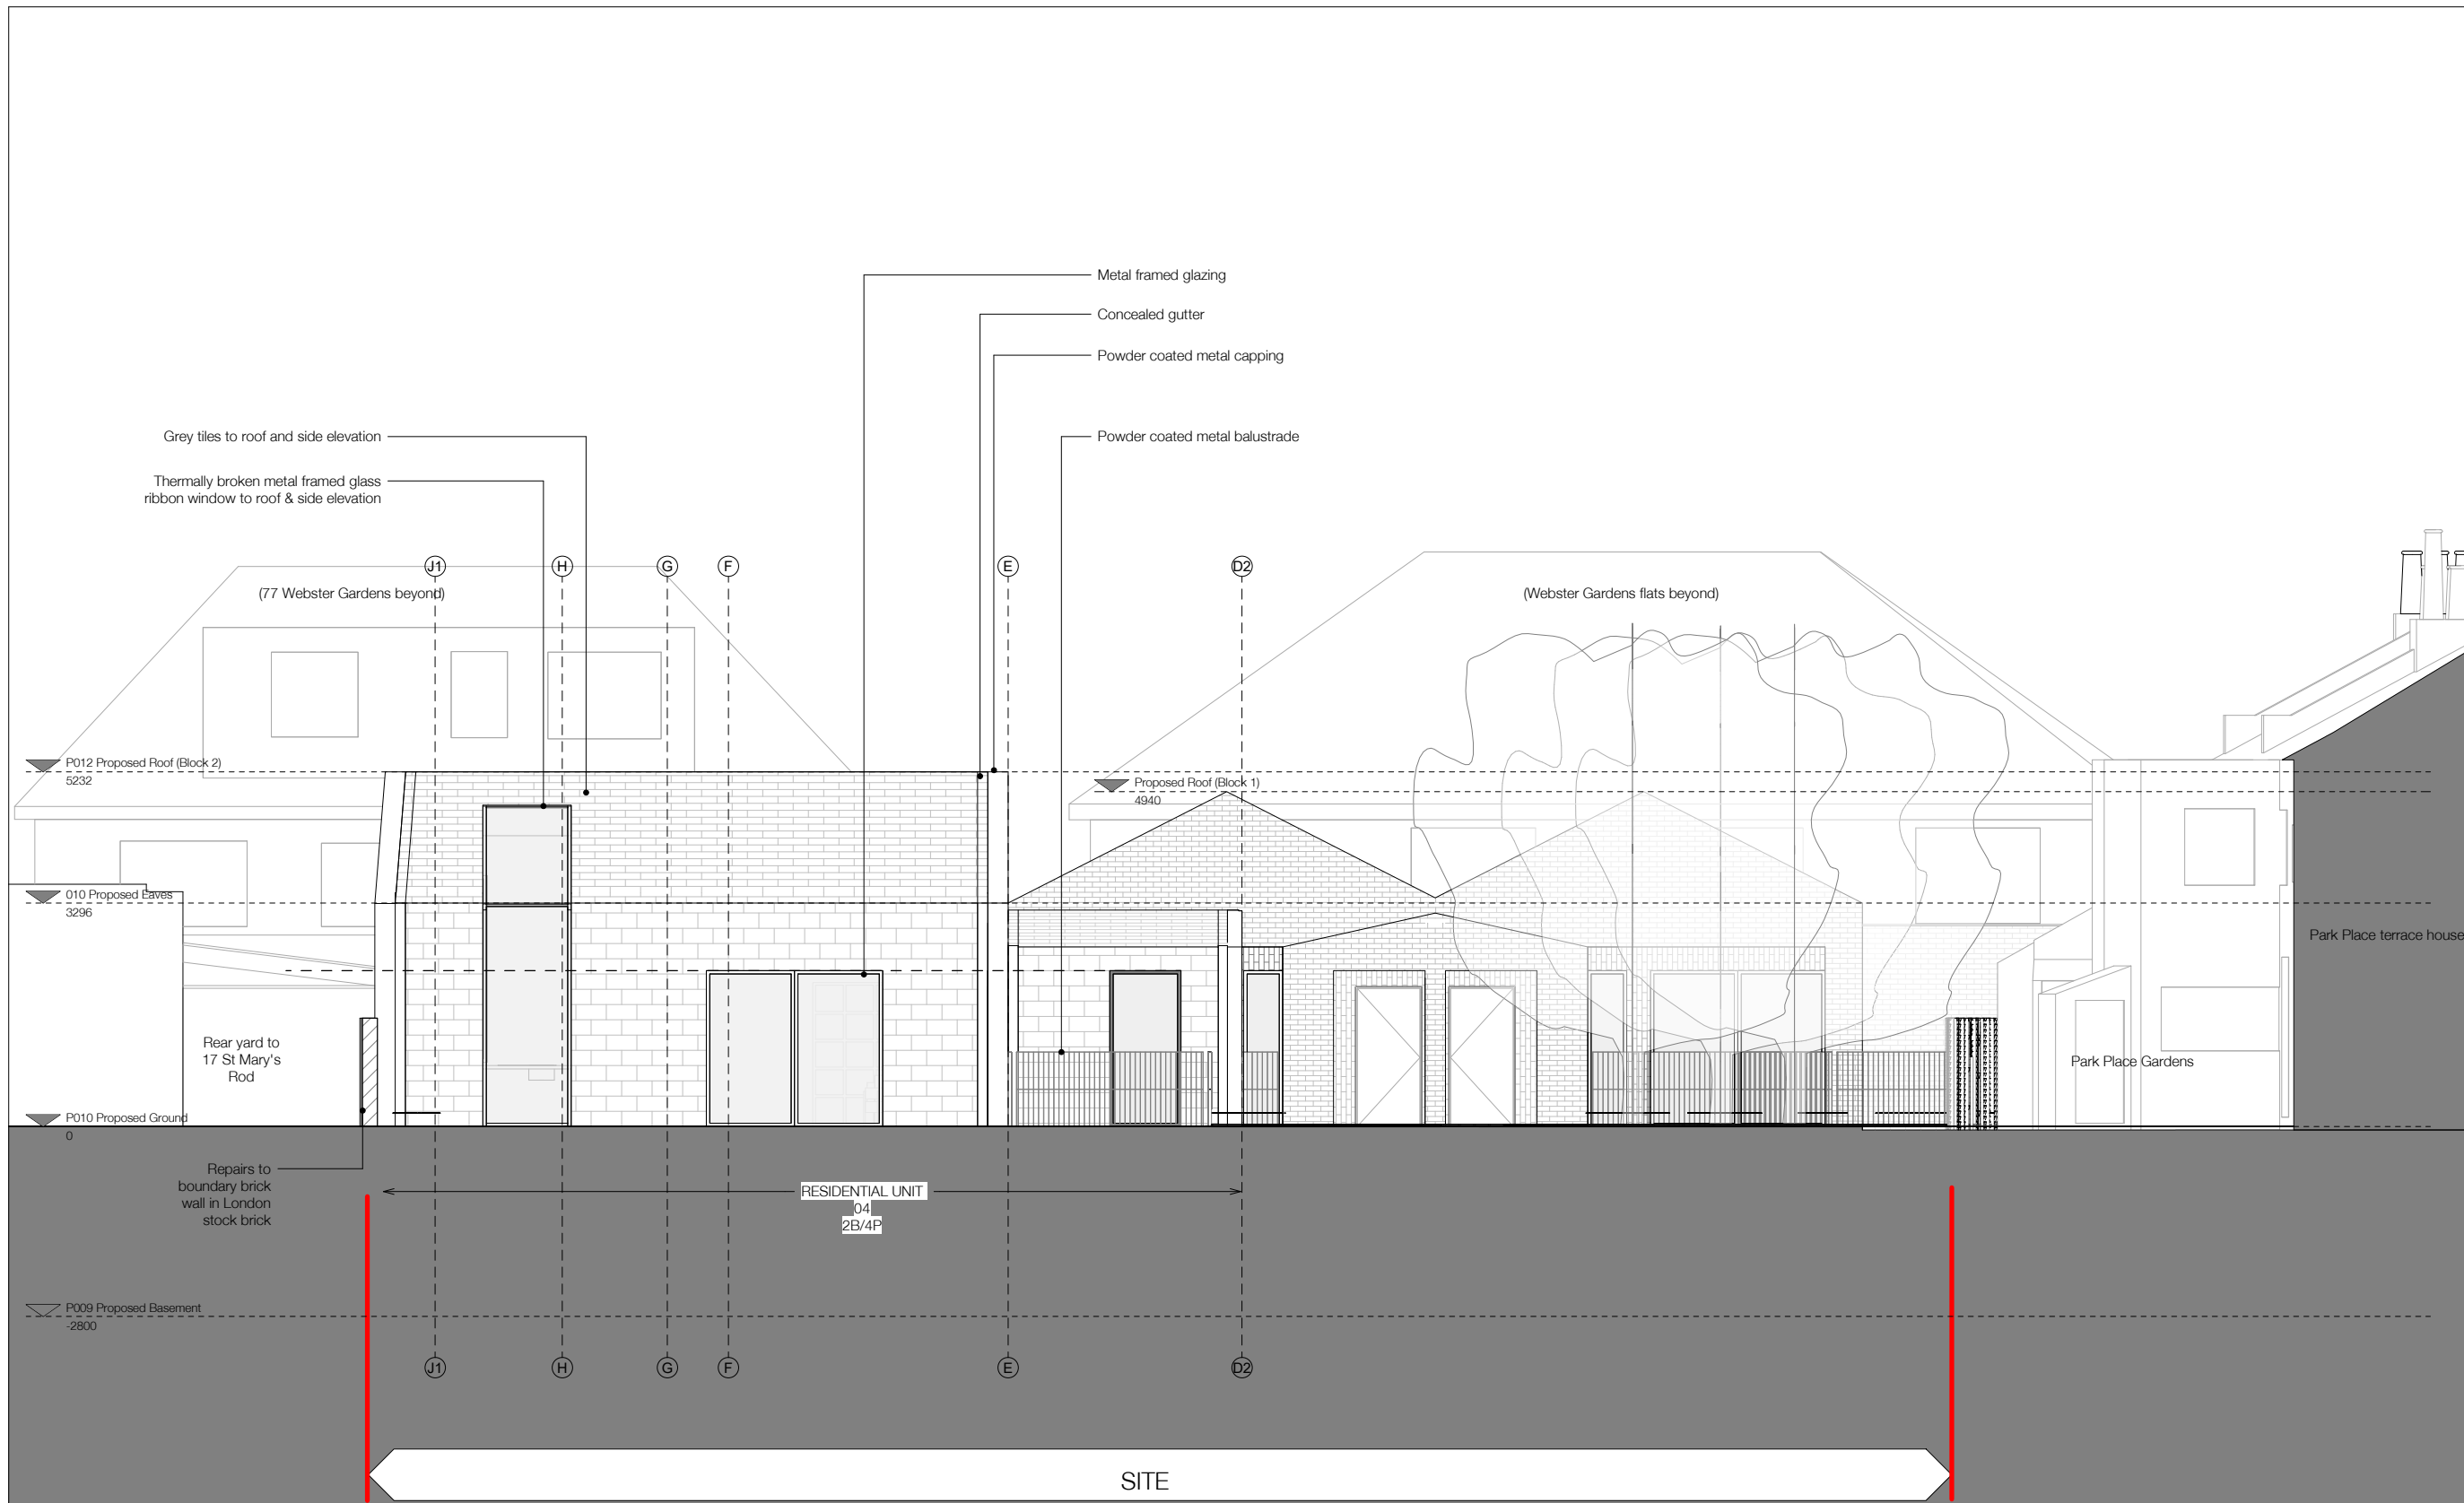 Metal framed glazing
Concealed gutter
Powder coated metal capping
Grey tiles to roof and side elevation
Powder coated metal balustrade
Thermally broken metal framed glass
ribbon window to roof & side elevation
J1
H
G
F
E
D2
(77 Webster Gardens beyond)
(Webster Gardens flats beyond)
P012 Proposed Roof (Block 2)
5232
Proposed Roof (Block 1)
4940
010 Proposed Eaves
3296
Park Place terrace house
Rear yard to
17 St Mary's
Rod
Park Place Gardens
P010 Proposed Ground
0
Repairs to
boundary brick
wall in London
stock brick
RESIDENTIAL UNIT
04
2B/4P
P009 Proposed Basement
-2800
J1
H
G
F
E
D2
SITE